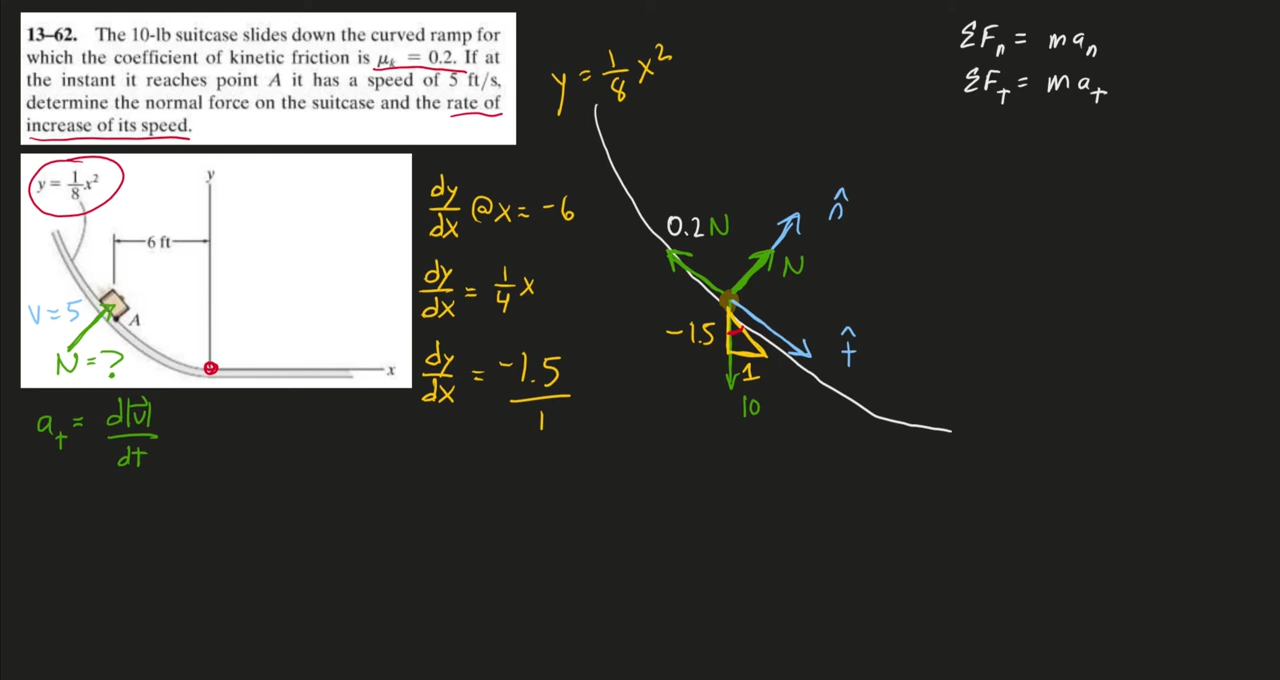 13–62. The 10-lb suitcase slides down the curved ramp for
which the coefficient of kinetic friction is μk = 0.2. If at
the instant it reaches point A it has a speed of 5 ft/s,
determine the normal force on the suitcase and the rate of
increase of its speed.
y = 1/8 x²
y
6 ft
A
x
V=5
N=?
a_t = d|v⃗|/dt
dy/dx @ x = -6
dy/dx = 1/4 x
dy/dx = -1.5/1
y = 1/8 x²
0.2N
n̂
N
-1.5
1
10
t̂
ΣFn = man
ΣFt = mat